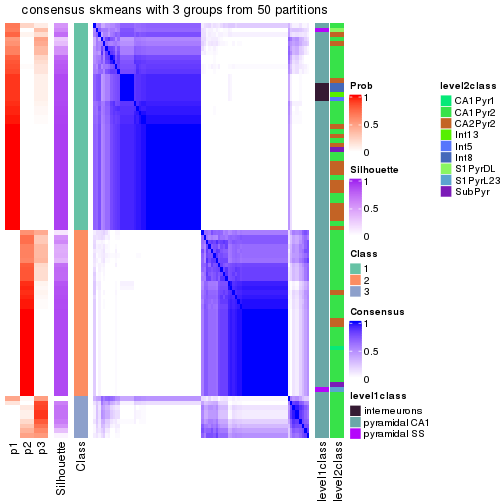 consensus skmeans with 3 groups from 50 partitions
Prob
1
0.5
0
Silhouette
1
0.5
0
Class
1
2
3
Consensus
1
0.5
0
level1class
interneurons
pyramidal CA1
pyramidal SS
level2class
CA1Pyr1
CA1Pyr2
CA2Pyr2
Int13
Int5
Int8
S1PyrDL
S1PyrL23
SubPyr
p1
p2
p3
Silhouette
Class
level1class
level2class